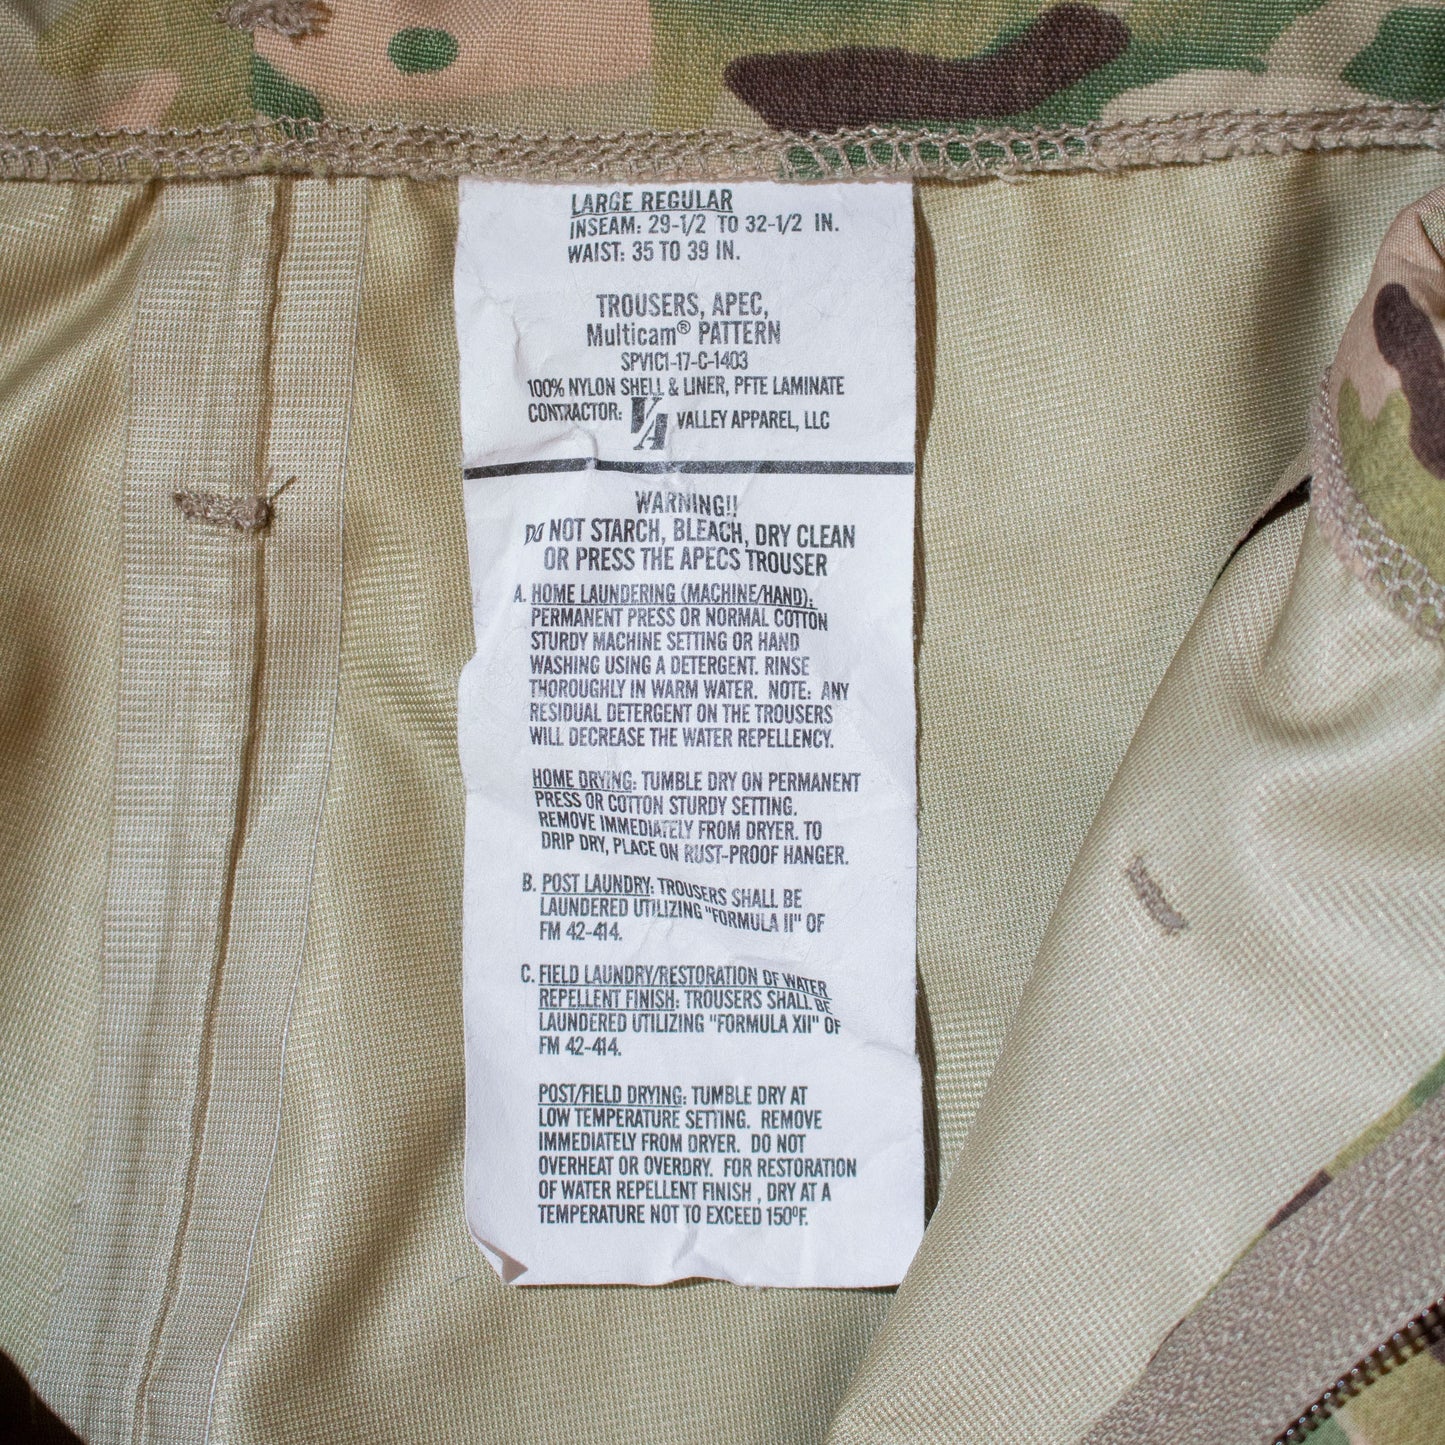 LARGE REGULAR
INSEAM: 29-1/2 TO 32-1/2 IN.
WAIST: 35 TO 39 IN.
TROUSERS, APEC,
Multicam® PATTERN
SPV1C1-17-C-1403
100% NYLON SHELL & LINER, PFTE LAMINATE
CONTRACTOR: VA VALLEY APPAREL, LLC
WARNING!!
DO NOT STARCH, BLEACH, DRY CLEAN
OR PRESS THE APECS TROUSER
A. HOME LAUNDERING (MACHINE/HAND).
PERMANENT PRESS OR NORMAL COTTON
STURDY MACHINE SETTING OR HAND
WASHING USING A DETERGENT. RINSE
THOROUGHLY IN WARM WATER. NOTE: ANY
RESIDUAL DETERGENT ON THE TROUSERS
WILL DECREASE THE WATER REPELLENCY.
HOME DRYING: TUMBLE DRY ON PERMANENT
PRESS OR COTTON STURDY SETTING.
REMOVE IMMEDIATELY FROM DRYER. TO
DRIP DRY, PLACE ON RUST-PROOF HANGER.
B. POST LAUNDRY: TROUSERS SHALL BE
LAUNDERED UTILIZING "FORMULA II" OF
FM 42-414.
C. FIELD LAUNDRY/RESTORATION OF WATER
REPELLENT FINISH: TROUSERS SHALL BE
LAUNDERED UTILIZING "FORMULA XII" OF
FM 42-414.
POST/FIELD DRYING: TUMBLE DRY AT
LOW TEMPERATURE SETTING. REMOVE
IMMEDIATELY FROM DRYER. DO NOT
OVERHEAT OR OVERDRY. FOR RESTORATION
OF WATER REPELLENT FINISH , DRY AT A
TEMPERATURE NOT TO EXCEED 150ºF.